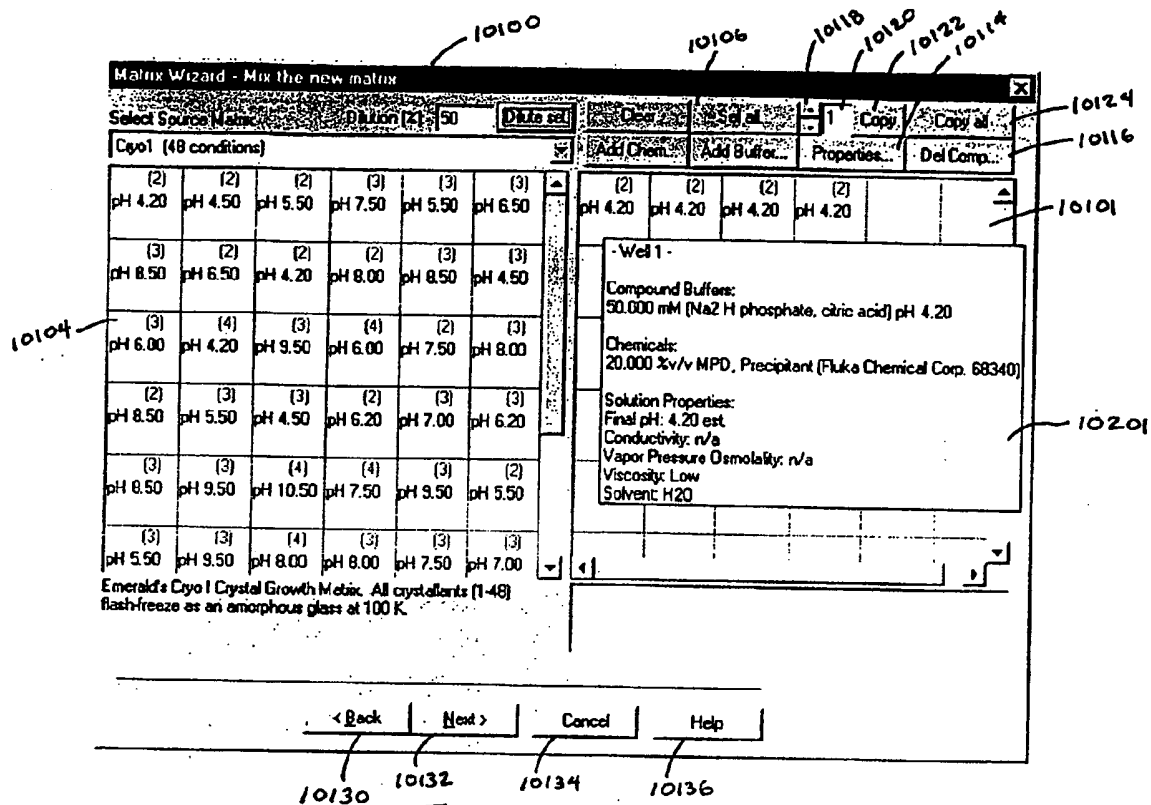 10100
10106
10118
10120
10122
10114
Matrix Wizard - Mix the new matrix
Select Source Matrix Dilution [%] 50 Dilute sel
Clear Sel all 1 Copy Copy all
10124
Cryo1 (48 conditions)
Add Chem... Add Buffer... Properties... Del Comp...
10116
(2) (2) (2) (3) (3) (3)
pH 4.20 pH 4.50 pH 5.50 pH 7.50 pH 5.50 pH 6.50
(3) (2) (2) (2) (3) (3)
pH 8.50 pH 6.50 pH 4.20 pH 8.00 pH 8.50 pH 4.50
10104
(3) (4) (3) (4) (2) (3)
pH 6.00 pH 4.20 pH 9.50 pH 6.00 pH 7.50 pH 8.00
(2) (3) (3) (2) (3) (3)
pH 8.50 pH 5.50 pH 4.50 pH 6.20 pH 7.00 pH 6.20
(3) (3) (4) (4) (3) (2)
pH 8.50 pH 9.50 pH 10.50 pH 7.50 pH 9.50 pH 5.50
(3) (3) (4) (3) (3) (3)
pH 5.50 pH 9.50 pH 8.00 pH 8.00 pH 7.50 pH 7.00
(2) (2) (2) (2)
pH 4.20 pH 4.20 pH 4.20 pH 4.20
10101
- Well 1 -
Compound Buffers:
50.000 mM (Na2 H phosphate, citric acid) pH 4.20
Chemicals:
20.000 %v/v MPD, Precipitant (Fluka Chemical Corp. 68340)
Solution Properties:
Final pH: 4.20 est.
Conductivity: n/a
Vapor Pressure Osmolality: n/a
Viscosity: Low
Solvent: H2O
10201
Emerald's Cryo I Crystal Growth Matrix. All crystallants (1-48)
flash-freeze as an amorphous glass at 100 K.
< Back Next > Cancel Help
10130
10132
10134
10136